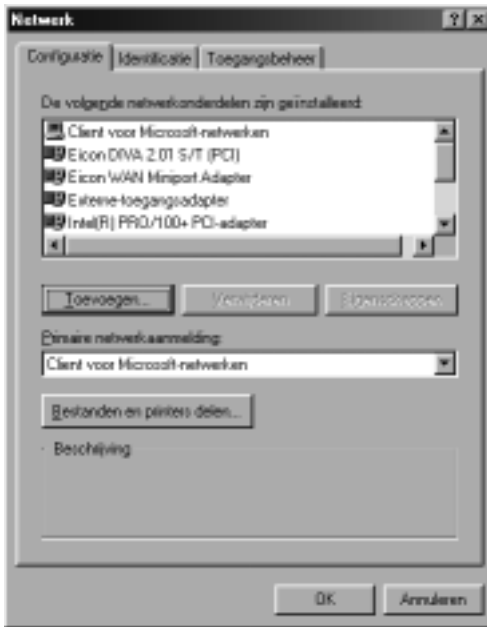 Netwerk
Configuratie Identificatie Toegangsbeheer
De volgende netwerkonderdelen zijn geïnstalleerd:
Client voor Microsoft-netwerken
Eicon DIVA 2.01 S/T (PCI)
Eicon WAN Miniport Adapter
Externe-toegangsadapter
Intel(R) PRO/100+ PCI-adapter
Toevoegen... Verwijderen Eigenschappen
Primaire netwerkaanmelding:
Client voor Microsoft-netwerken
Bestanden en printers delen...
Beschrijving
OK Annuleren